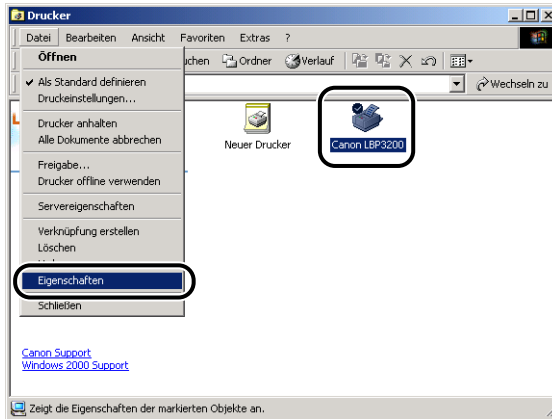 Drucker
Datei Bearbeiten Ansicht Favoriten Extras ?
Öffnen
uchen Ordner Verlauf
Als Standard definieren
Wechseln zu
Druckeinstellungen...
Drucker anhalten
Alle Dokumente abbrechen
Neuer Drucker Canon LBP3200
Freigabe...
Drucker offline verwenden
Servereigenschaften
Verknüpfung erstellen
Löschen
Eigenschaften
Schließen
Canon Support
Windows 2000 Support
Zeigt die Eigenschaften der markierten Objekte an.